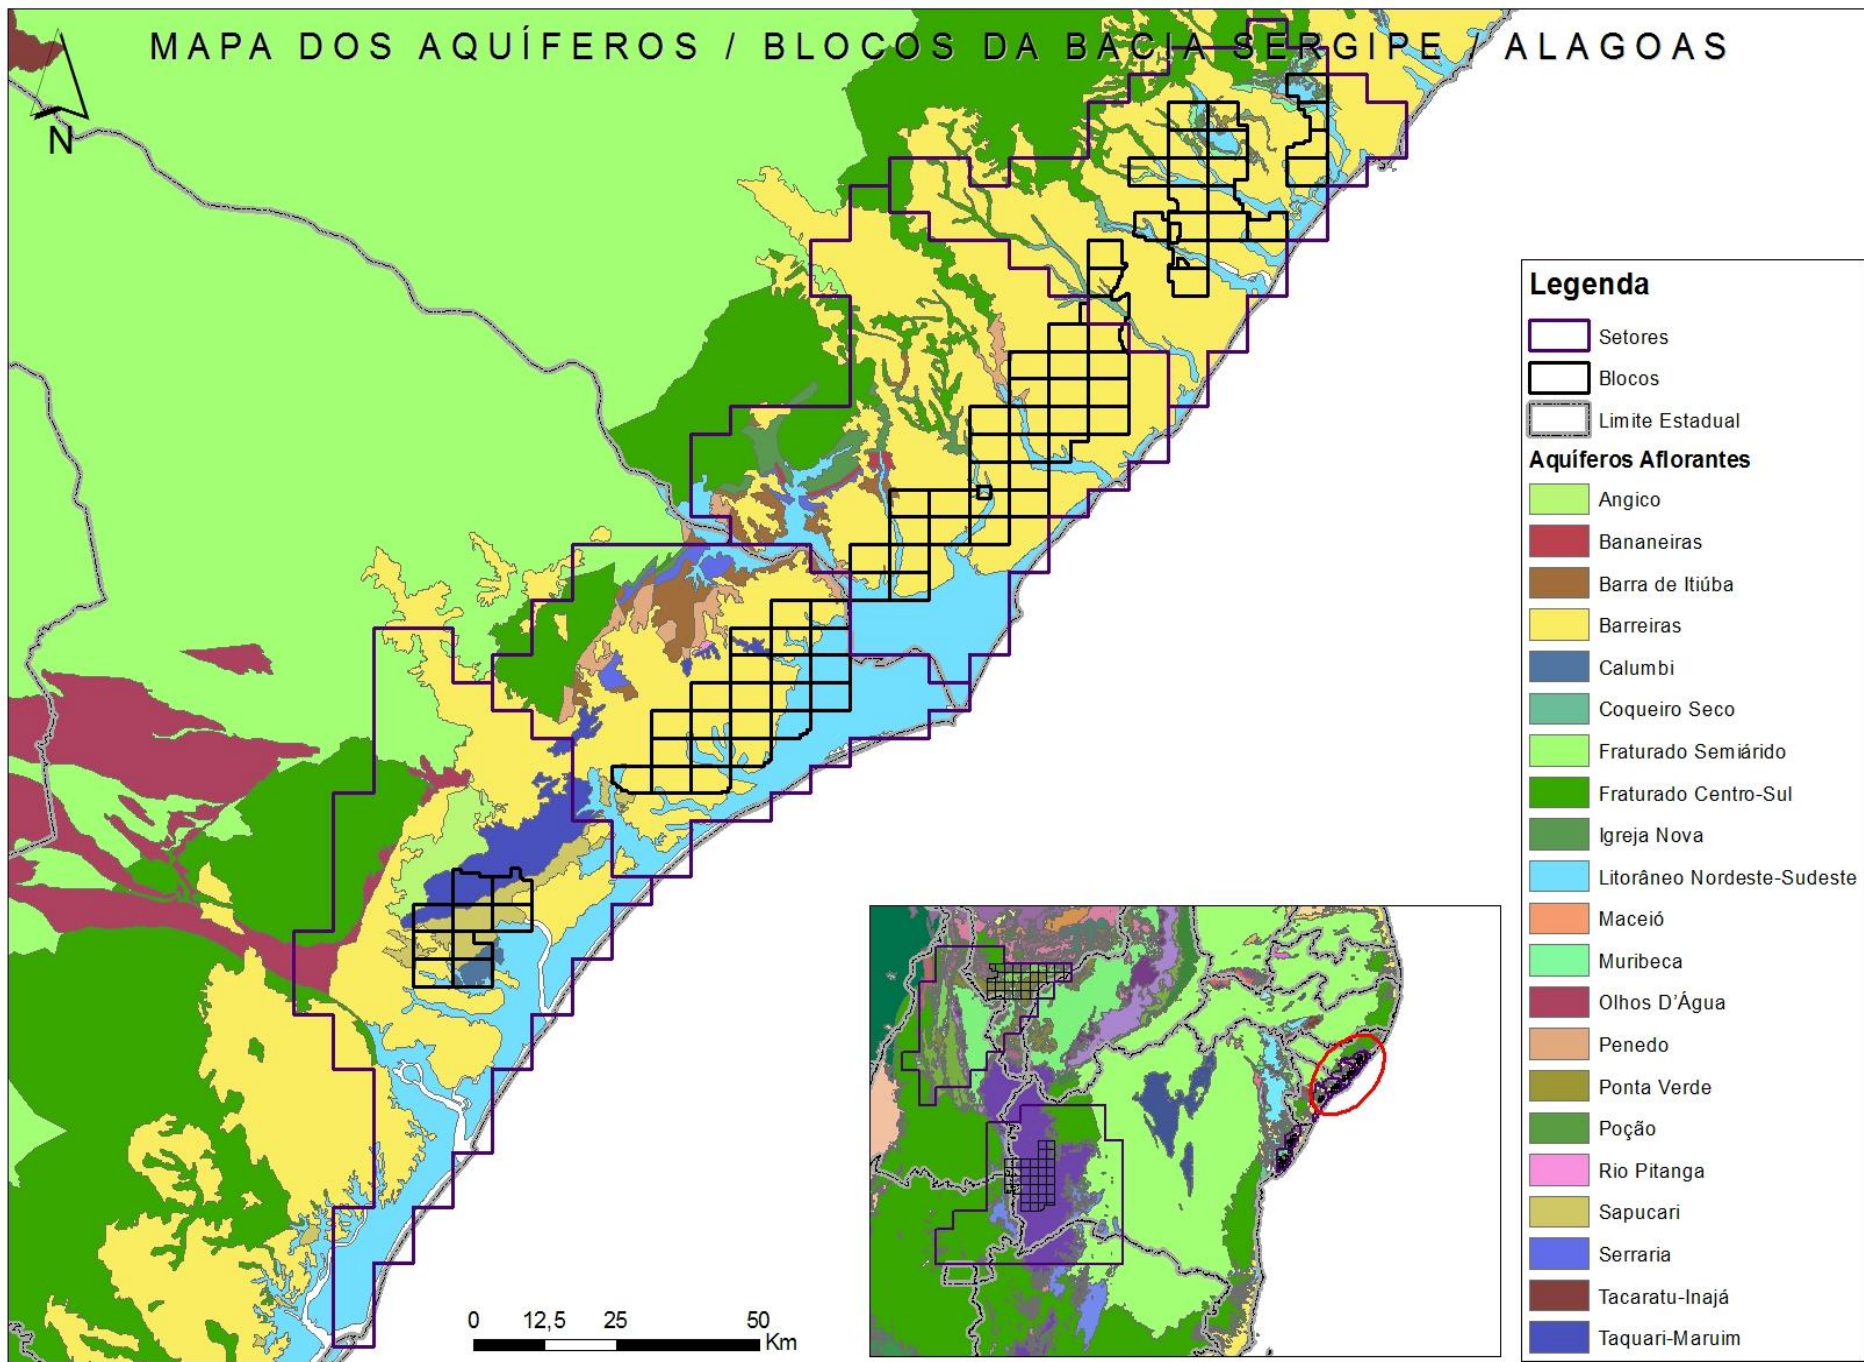 MAPA DOS AQUÍFEROS / BLOCOS DA BACIA SERGIPE / ALAGOAS
N
Legenda
Setores
Blocos
Limite Estadual
Aquíferos Aflorantes
Angico
Bananeiras
Barra de Itiúba
Barreiras
Calumbi
Coqueiro Seco
Fraturado Semiárido
Fraturado Centro-Sul
Igreja Nova
Litorâneo Nordeste-Sudeste
Maceió
Muribeca
Olhos D'Água
Penedo
Ponta Verde
Poção
Rio Pitanga
Sapucari
Serraria
Tacaratu-Inajá
Taquari-Maruim
0 12,5 25 50
Km